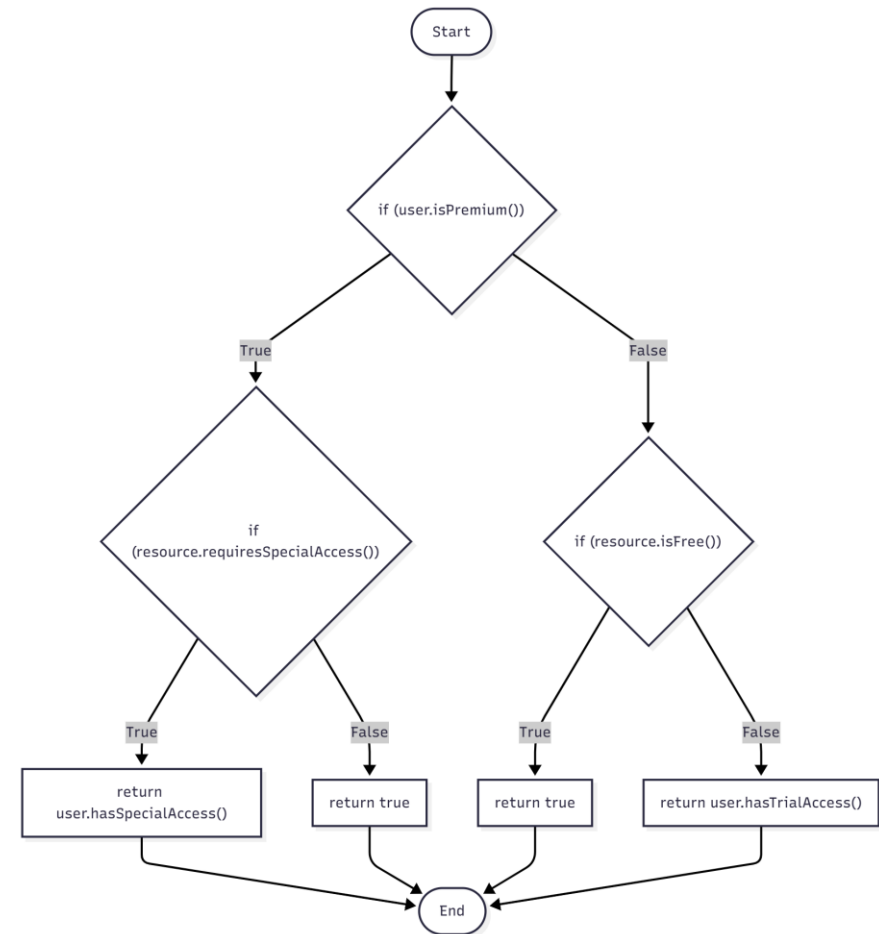 Start
if (user.isPremium())
True
False
if
(resource.requiresSpecialAccess())
if (resource.isFree())
True
False
True
False
return
user.hasSpecialAccess()
return true
return true
return user.hasTrialAccess()
End